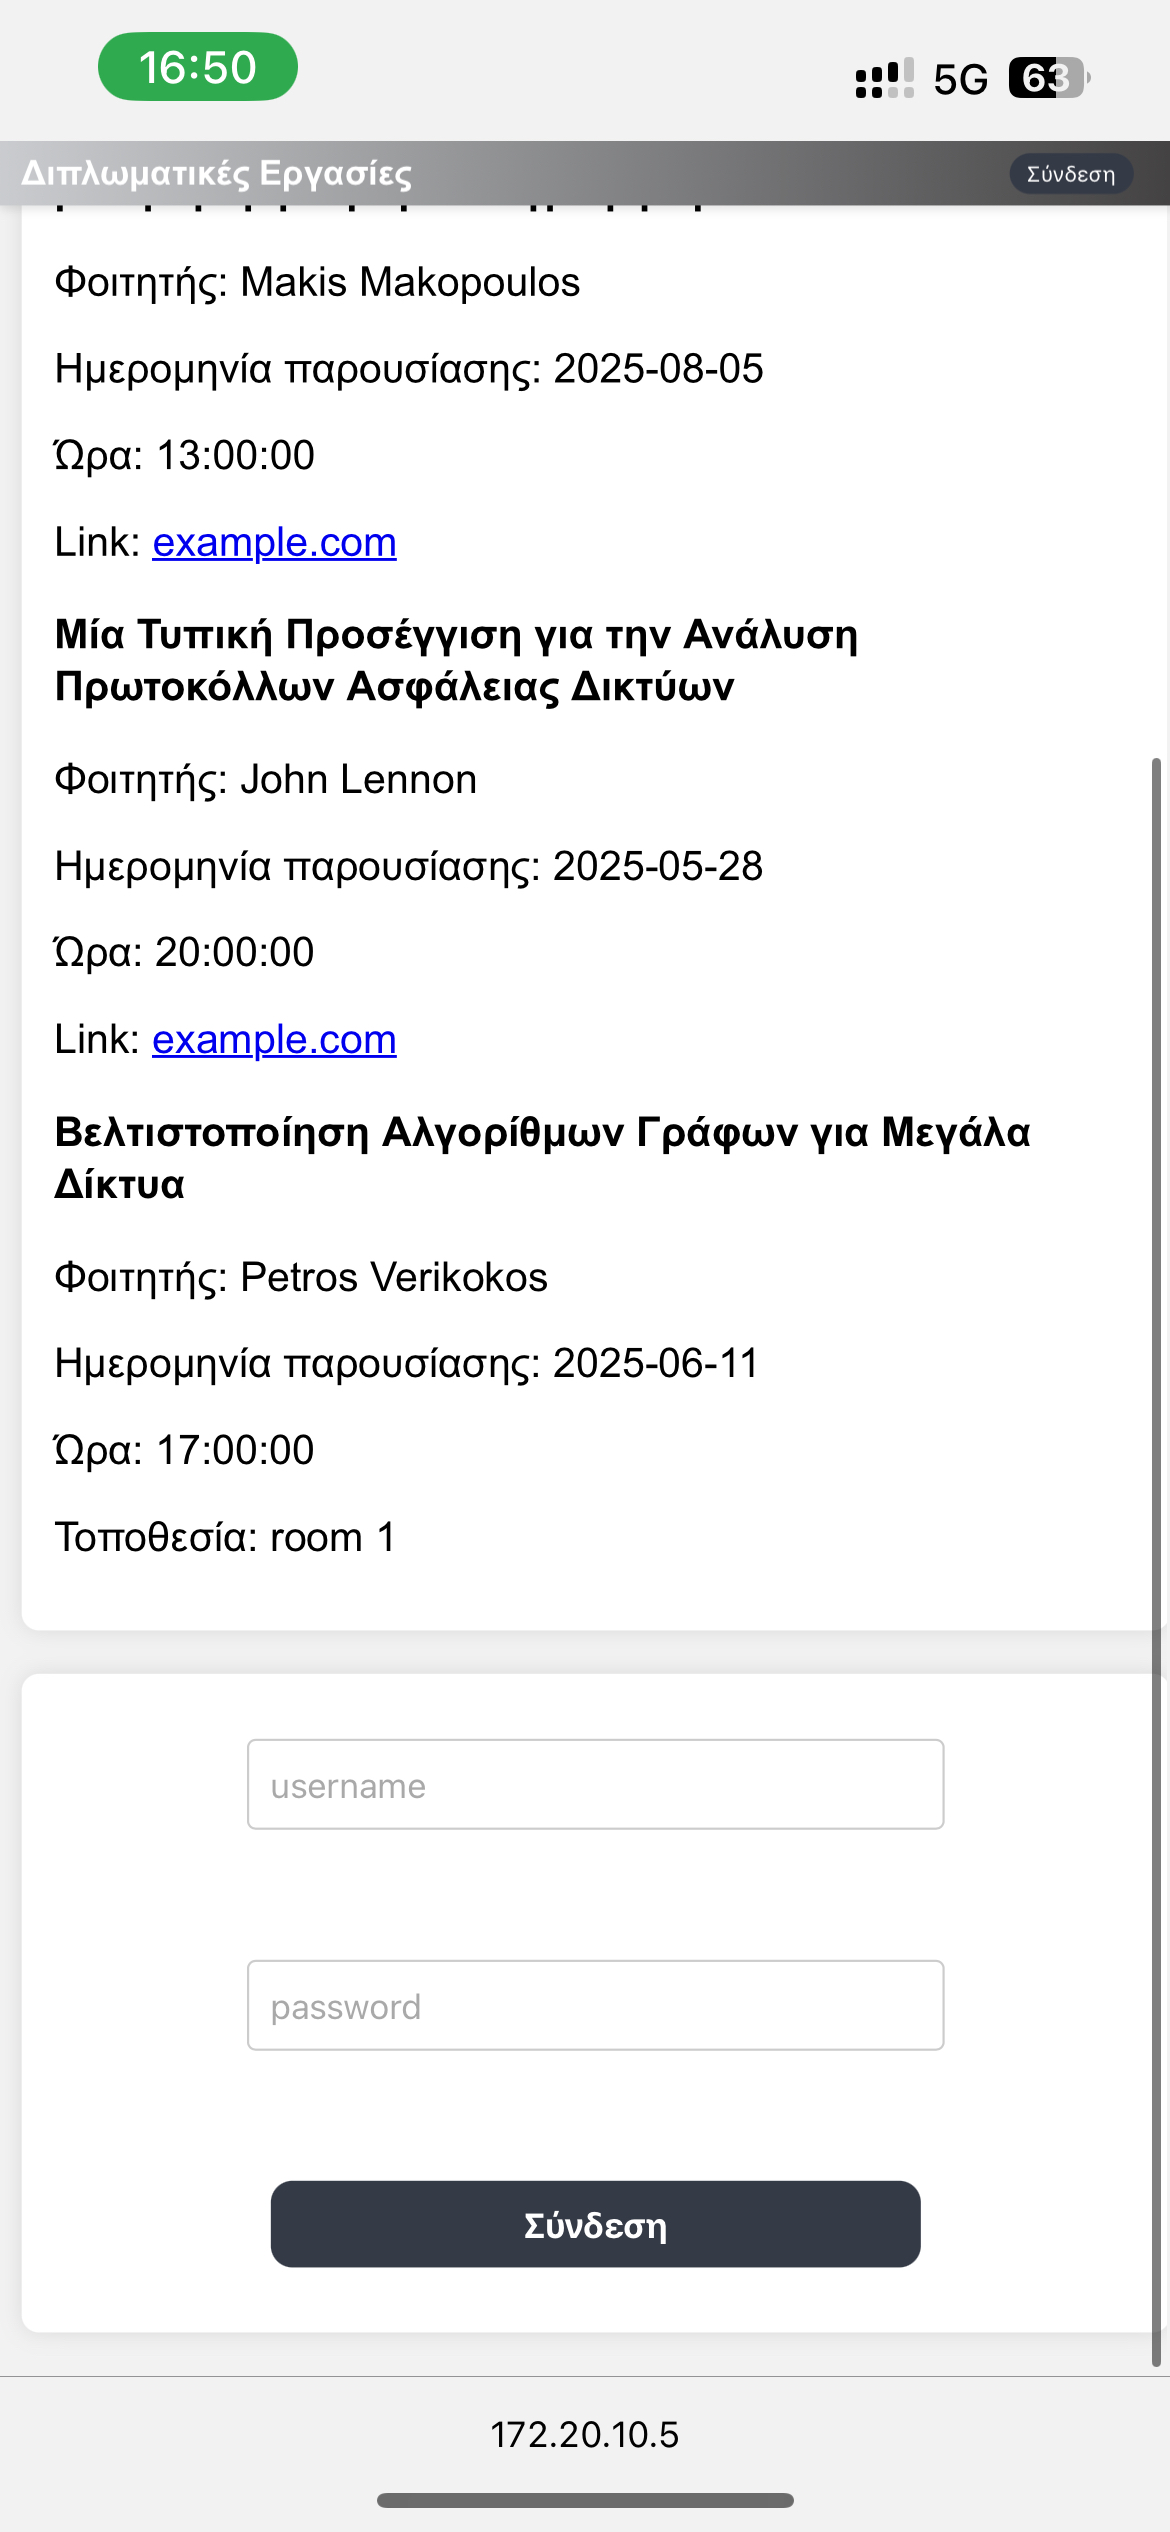 16:50
5G 63
Διπλωματικές Εργασίες
Σύνδεση
Φοιτητής: Makis Makopoulos
Ημερομηνία παρουσίασης: 2025-08-05
Ώρα: 13:00:00
Link: example.com
Μία Τυπική Προσέγγιση για την Ανάλυση
Πρωτοκόλλων Ασφάλειας Δικτύων
Φοιτητής: John Lennon
Ημερομηνία παρουσίασης: 2025-05-28
Ώρα: 20:00:00
Link: example.com
Βελτιστοποίηση Αλγορίθμων Γράφων για Μεγάλα
Δίκτυα
Φοιτητής: Petros Verikokos
Ημερομηνία παρουσίασης: 2025-06-11
Ώρα: 17:00:00
Τοποθεσία: room 1
username
password
Σύνδεση
172.20.10.5